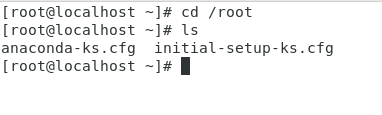 [root@localhost ~]# cd /root
[root@localhost ~]# ls
anaconda-ks.cfg  initial-setup-ks.cfg
[root@localhost ~]#